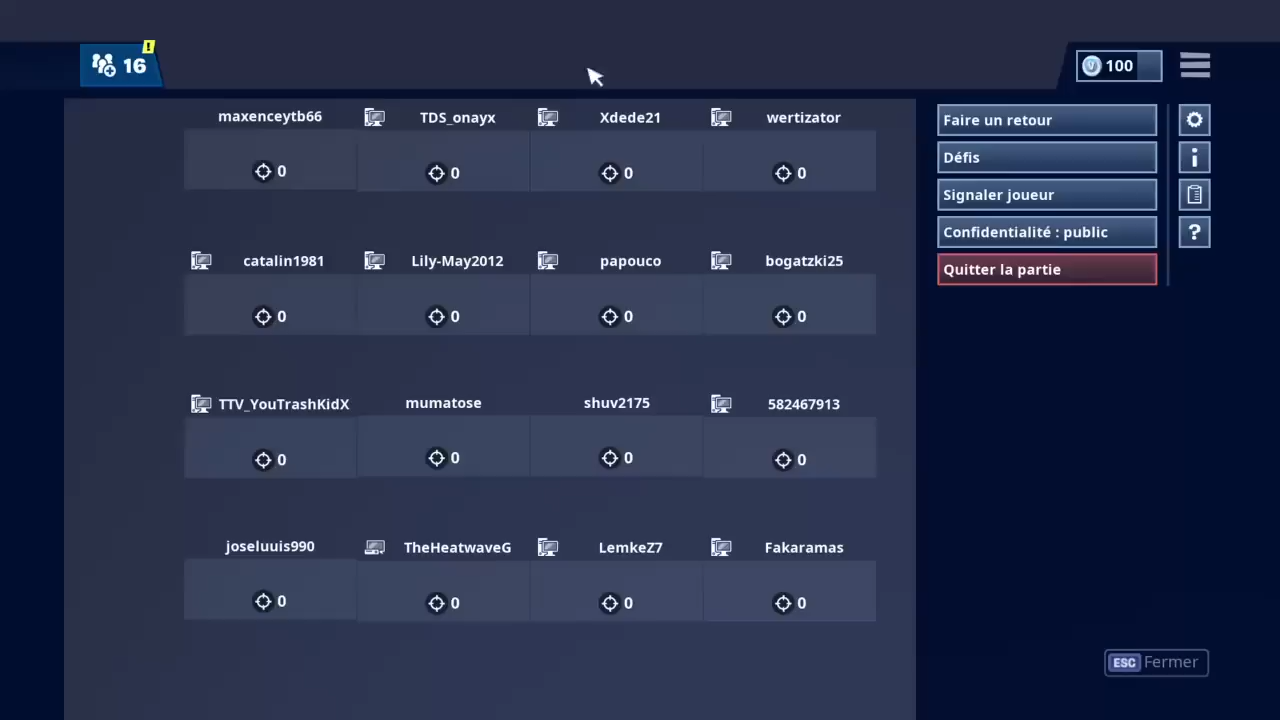 ! 16
100
maxenceytb66 TDS_onayx Xdede21 wertizator
0 0 0 0
catalin1981 Lily-May2012 papouco bogatzki25
0 0 0 0
TTV_YouTrashKidX mumatose shuv2175 582467913
0 0 0 0
joseluuis990 TheHeatwaveG LemkeZ7 Fakaramas
0 0 0 0
Faire un retour
Défis
Signaler joueur
Confidentialité : public
Quitter la partie
i
?
ESC Fermer